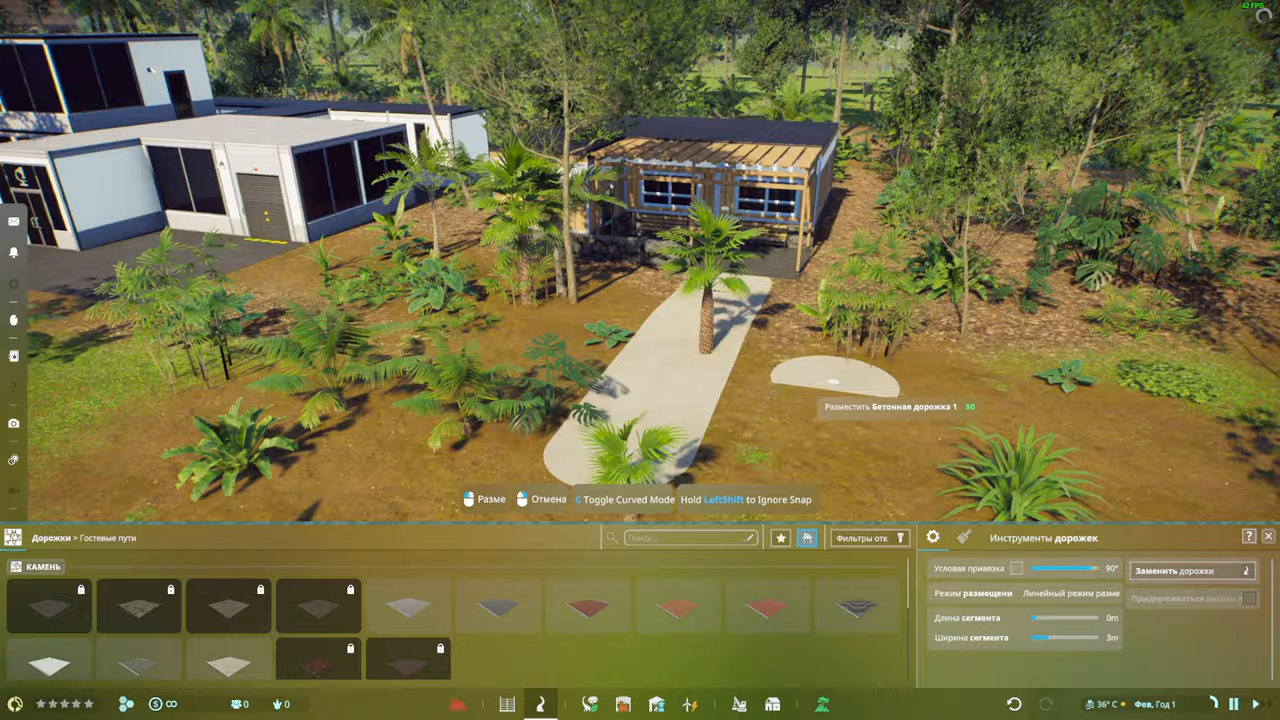 42 FPS
Разместить Бетонная дорожка 1 $0
Разме Отмена C Toggle Curved Mode Hold LeftShift to Ignore Snap
Дорожки > Гостевые пути
Поиск...
Фильтры отк
Инструменты дорожек
?
КАМЕНЬ
Угловая привязка 90°
Заменить дорожки
Режим размещени Линейный режим разме
Придерживаться высоты л
Длина сегмента 0m
Ширина сегмента 3m
0 0
36° C Фев, Год 1